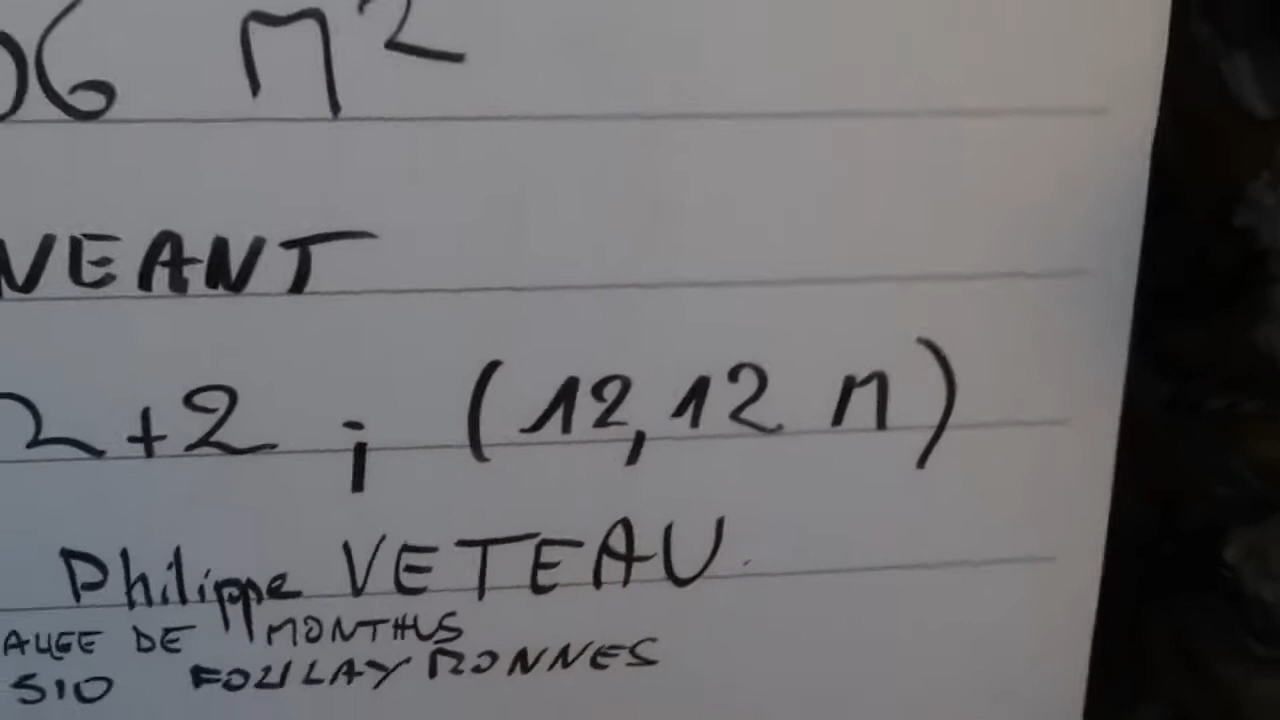 06 m²
NEANT
2+2 ; (12,12 m)
Philippe VETEAU.
ALLEE DE MONTHUS
510 FOULAYRONNES